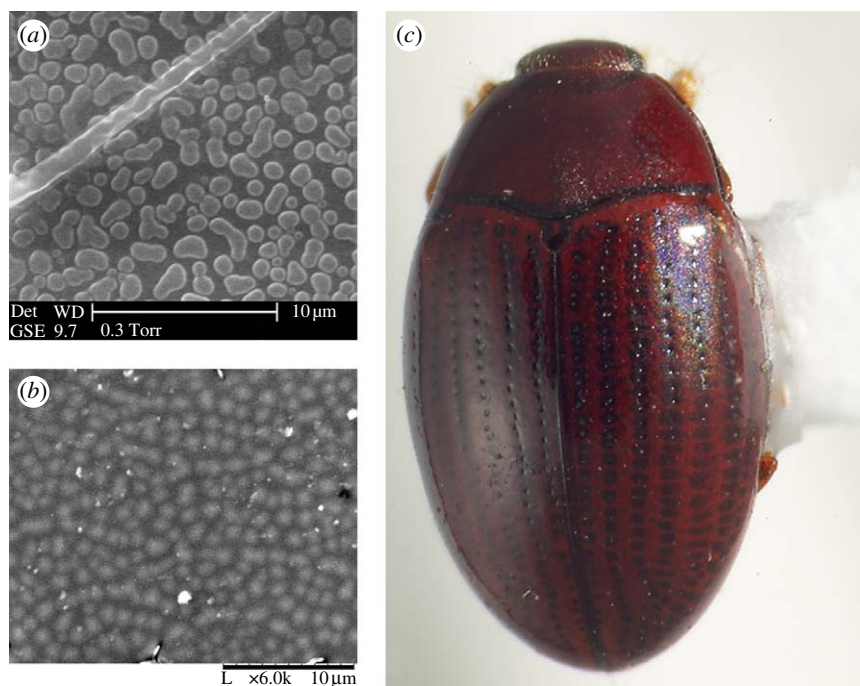 (a)
Det WD 10 µm
GSE 9.7 0.3 Torr
(b)
L ×6.0k 10 µm
(c)